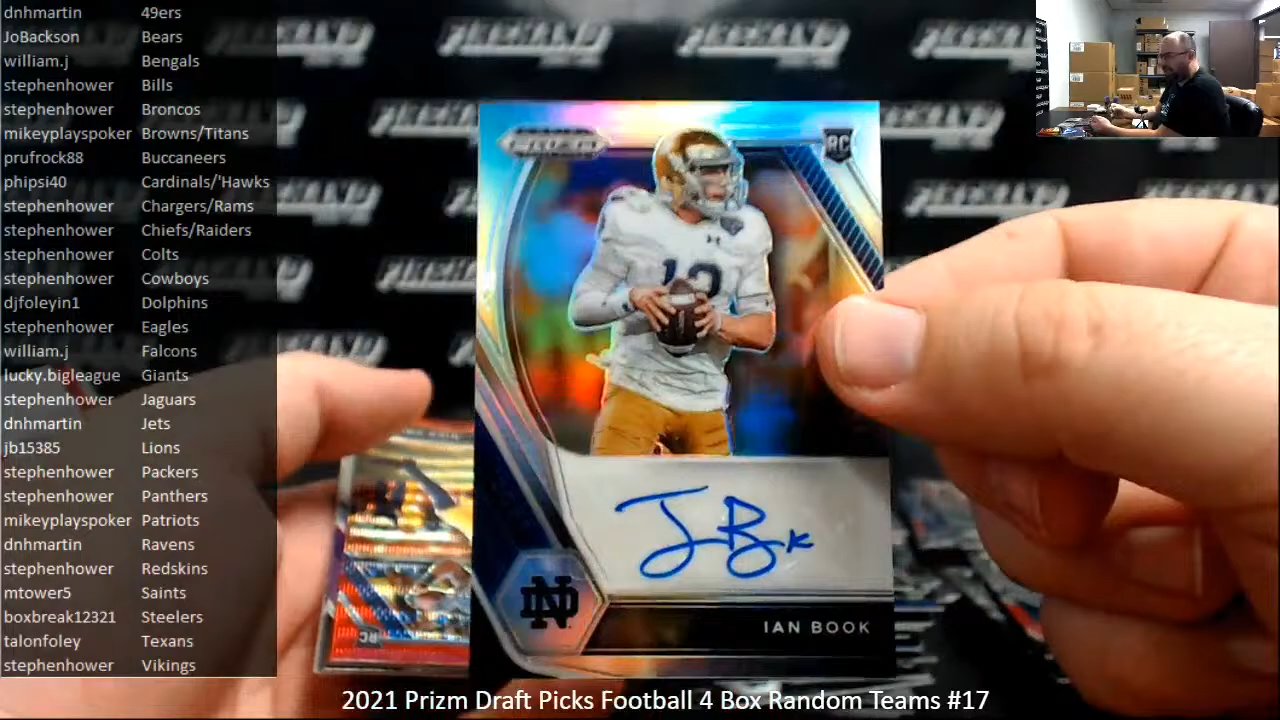 dnhmartin 49ers
JoBackson Bears
william.j Bengals
stephenhower Bills
stephenhower Broncos
mikeyplayspoker Browns/Titans
prufrock88 Buccaneers
phipsi40 Cardinals/'Hawks
stephenhower Chargers/Rams
stephenhower Chiefs/Raiders
stephenhower Colts
stephenhower Cowboys
djfoleyin1 Dolphins
stephenhower Eagles
william.j Falcons
lucky.bigleague Giants
stephenhower Jaguars
dnhmartin Jets
jb15385 Lions
stephenhower Packers
stephenhower Panthers
mikeyplayspoker Patriots
dnhmartin Ravens
stephenhower Redskins
mtower5 Saints
boxbreak12321 Steelers
talonfoley Texans
stephenhower Vikings
PRIZM
RC
12
ND
IAN BOOK
RC
2021 Prizm Draft Picks Football 4 Box Random Teams #17